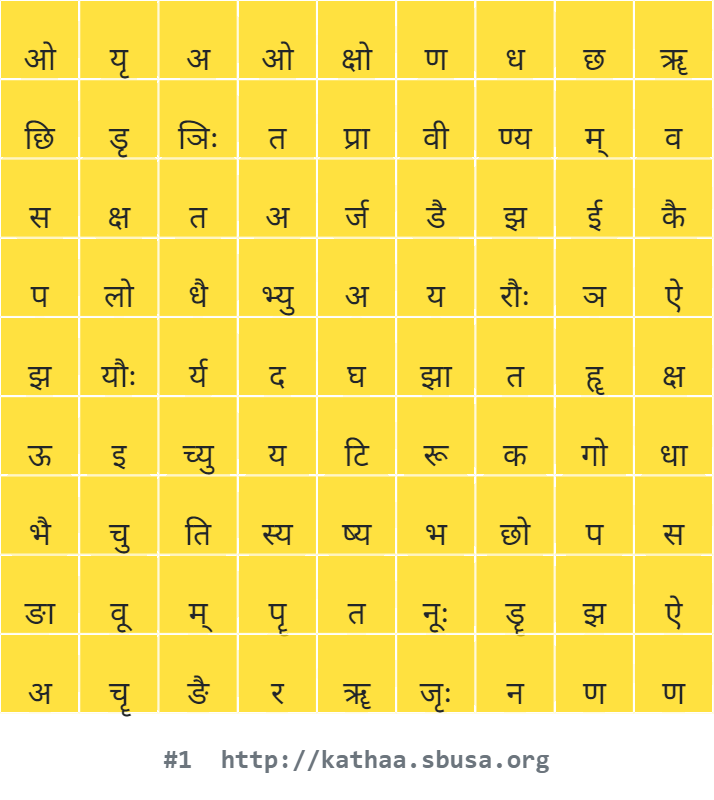 ओ यृ अ ओ क्षो ण ध छ ॠ
छि डृ ञिः त प्रा वी ण्य म् व
स क्ष त अ र्ज डै झ ई कै
प लो धै भ्यु अ य रौः ञ ऐ
झ यौः र्य द घ झा त हॄ क्ष
ऊ इ च्यु य टि रू क गो धा
भै चु ति स्य ष्य भ छो प स
ङा वू म् पॄ त नूः डॄ झ ऐ
अ चॄ ङै र ॠ जृः न ण ण
#1 http://kathaa.sbusa.org